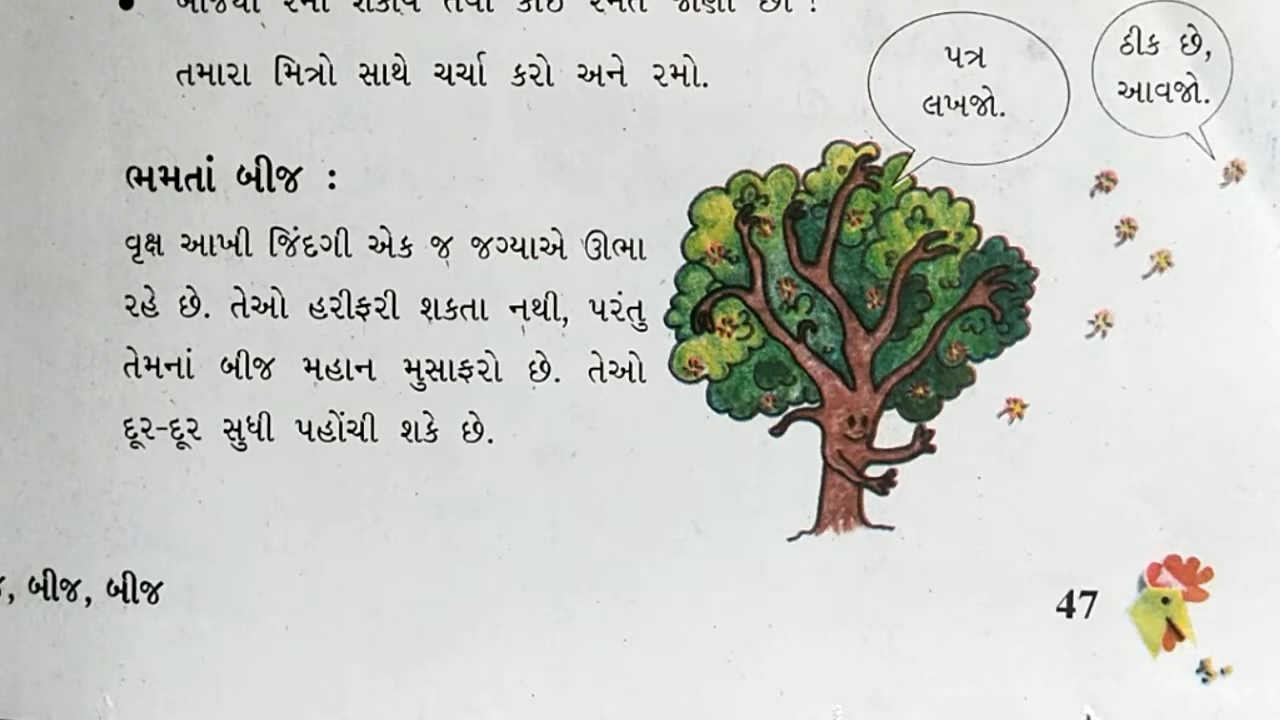 તમારા મિત્રો સાથે ચર્ચા કરો અને રમો.
પત્ર
લખજો.
ઠીક છે,
આવજો.
ભમતાં બીજ :
વૃક્ષ આખી જિંદગી એક જ જગ્યાએ ઊભા
રહે છે. તેઓ હરીફરી શકતા નથી, પરંતુ
તેમનાં બીજ મહાન મુસાફરો છે. તેઓ
દૂર-દૂર સુધી પહોંચી શકે છે.
, બીજ, બીજ
47